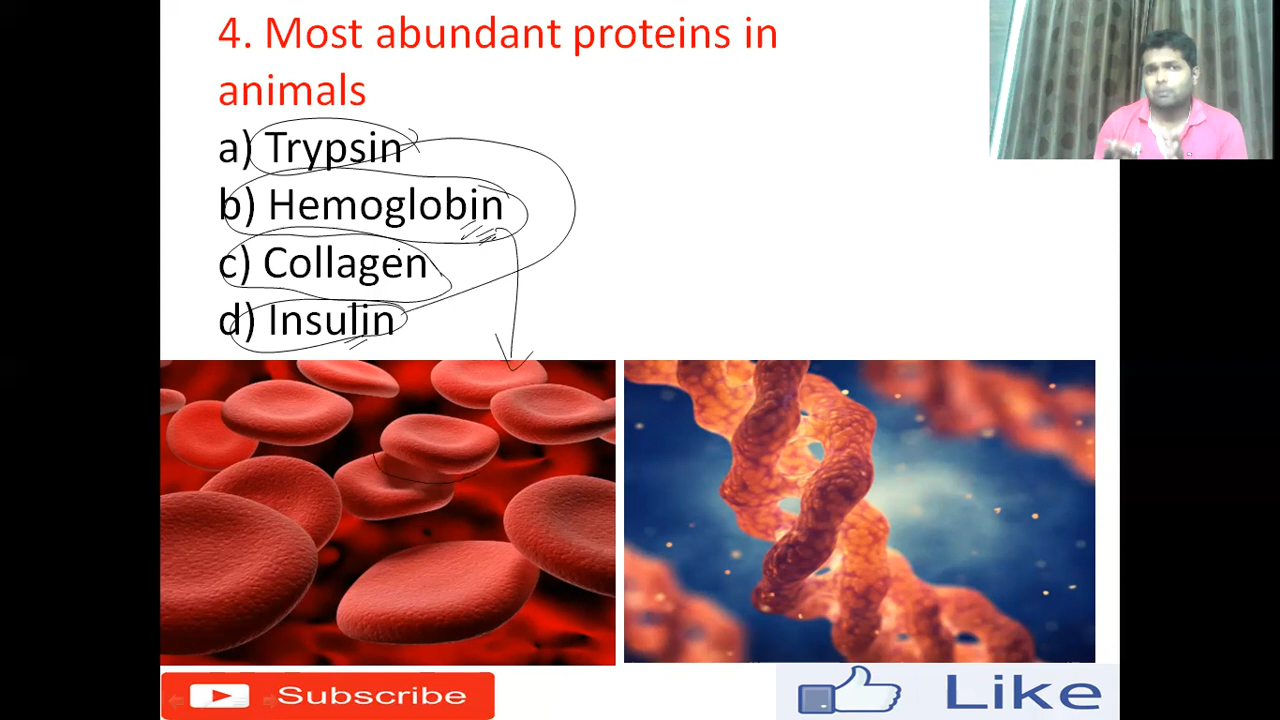 4. Most abundant proteins in
animals
a) Trypsin
b) Hemoglobin
c) Collagen
d) Insulin
Subscribe
Like